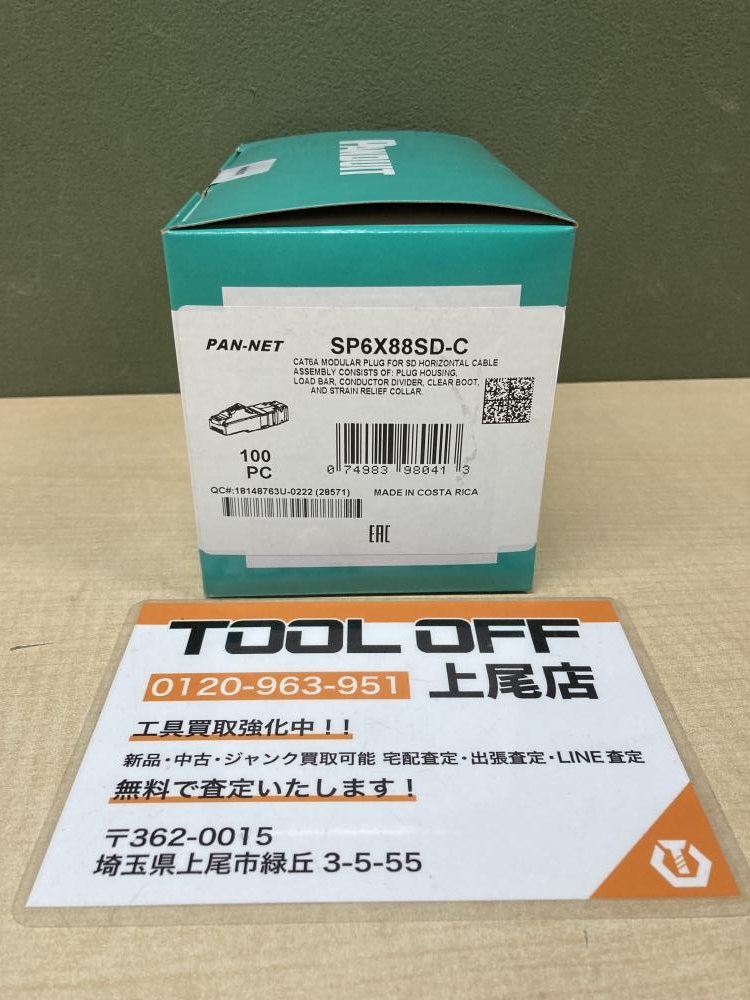 PANDUIT
PAN-NET
SP6X88SD-C
CAT6A MODULAR PLUG FOR SD HORIZONTAL CABLE
ASSEMBLY CONSISTS OF: PLUG HOUSING,
LOAD BAR, CONDUCTOR DIVIDER, CLEAR BOOT,
AND STRAIN RELIEF COLLAR.
100
PC
0 74983 98041 3
QC#:18148763U-0222 (28571)
MADE IN COSTA RICA
EAC
TOOL OFF
0120-963-951 上尾店
工具買取強化中!!
新品・中古・ジャンク買取可能 宅配査定・出張査定・LINE査定
無料で査定いたします!
〒362-0015
埼玉県上尾市緑丘 3-5-55